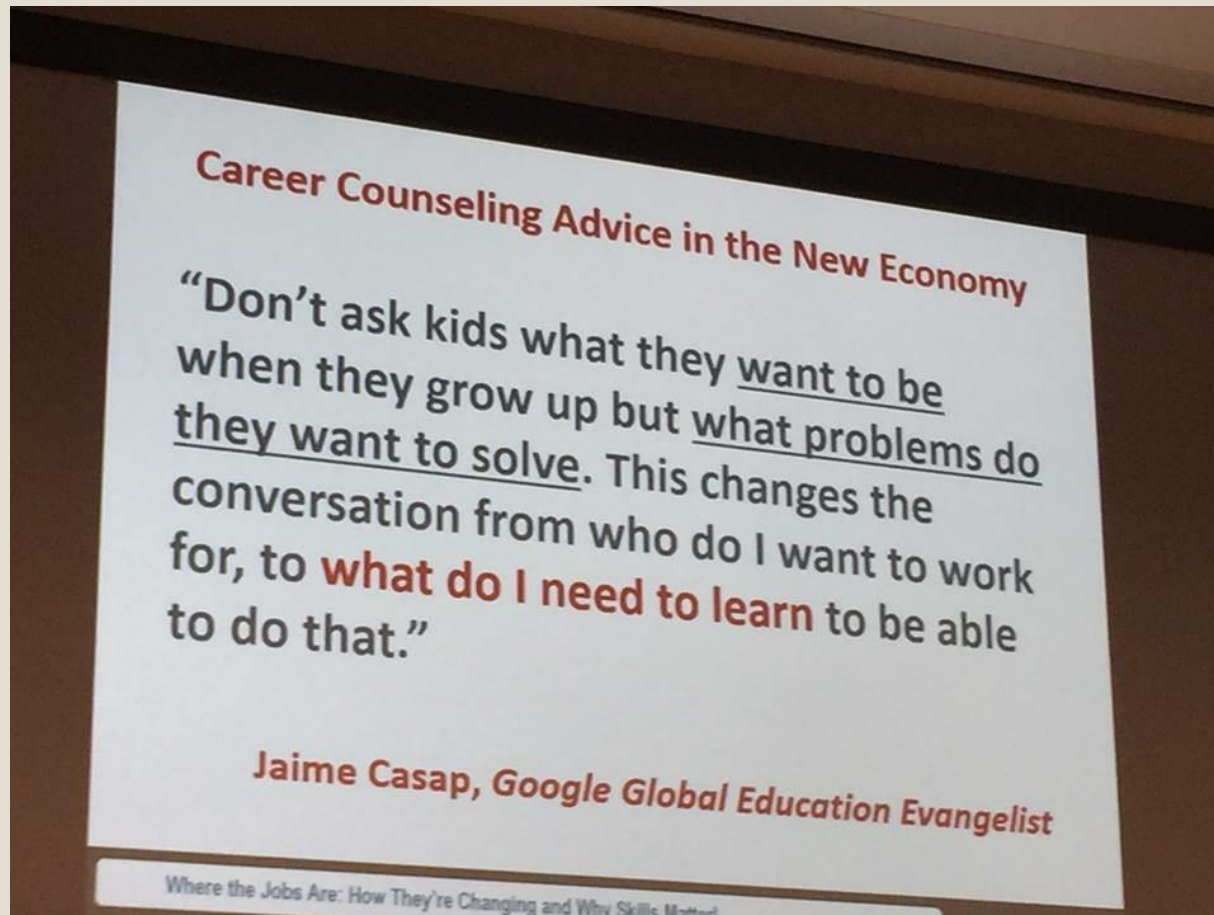 Career Counseling Advice in the New Economy
“Don’t ask kids what they want to be
when they grow up but what problems do
they want to solve. This changes the
conversation from who do I want to work
for, to what do I need to learn to be able
to do that.”
Jaime Casap, Google Global Education Evangelist
Where the Jobs Are: How They're Changing and Why Skills Matter!